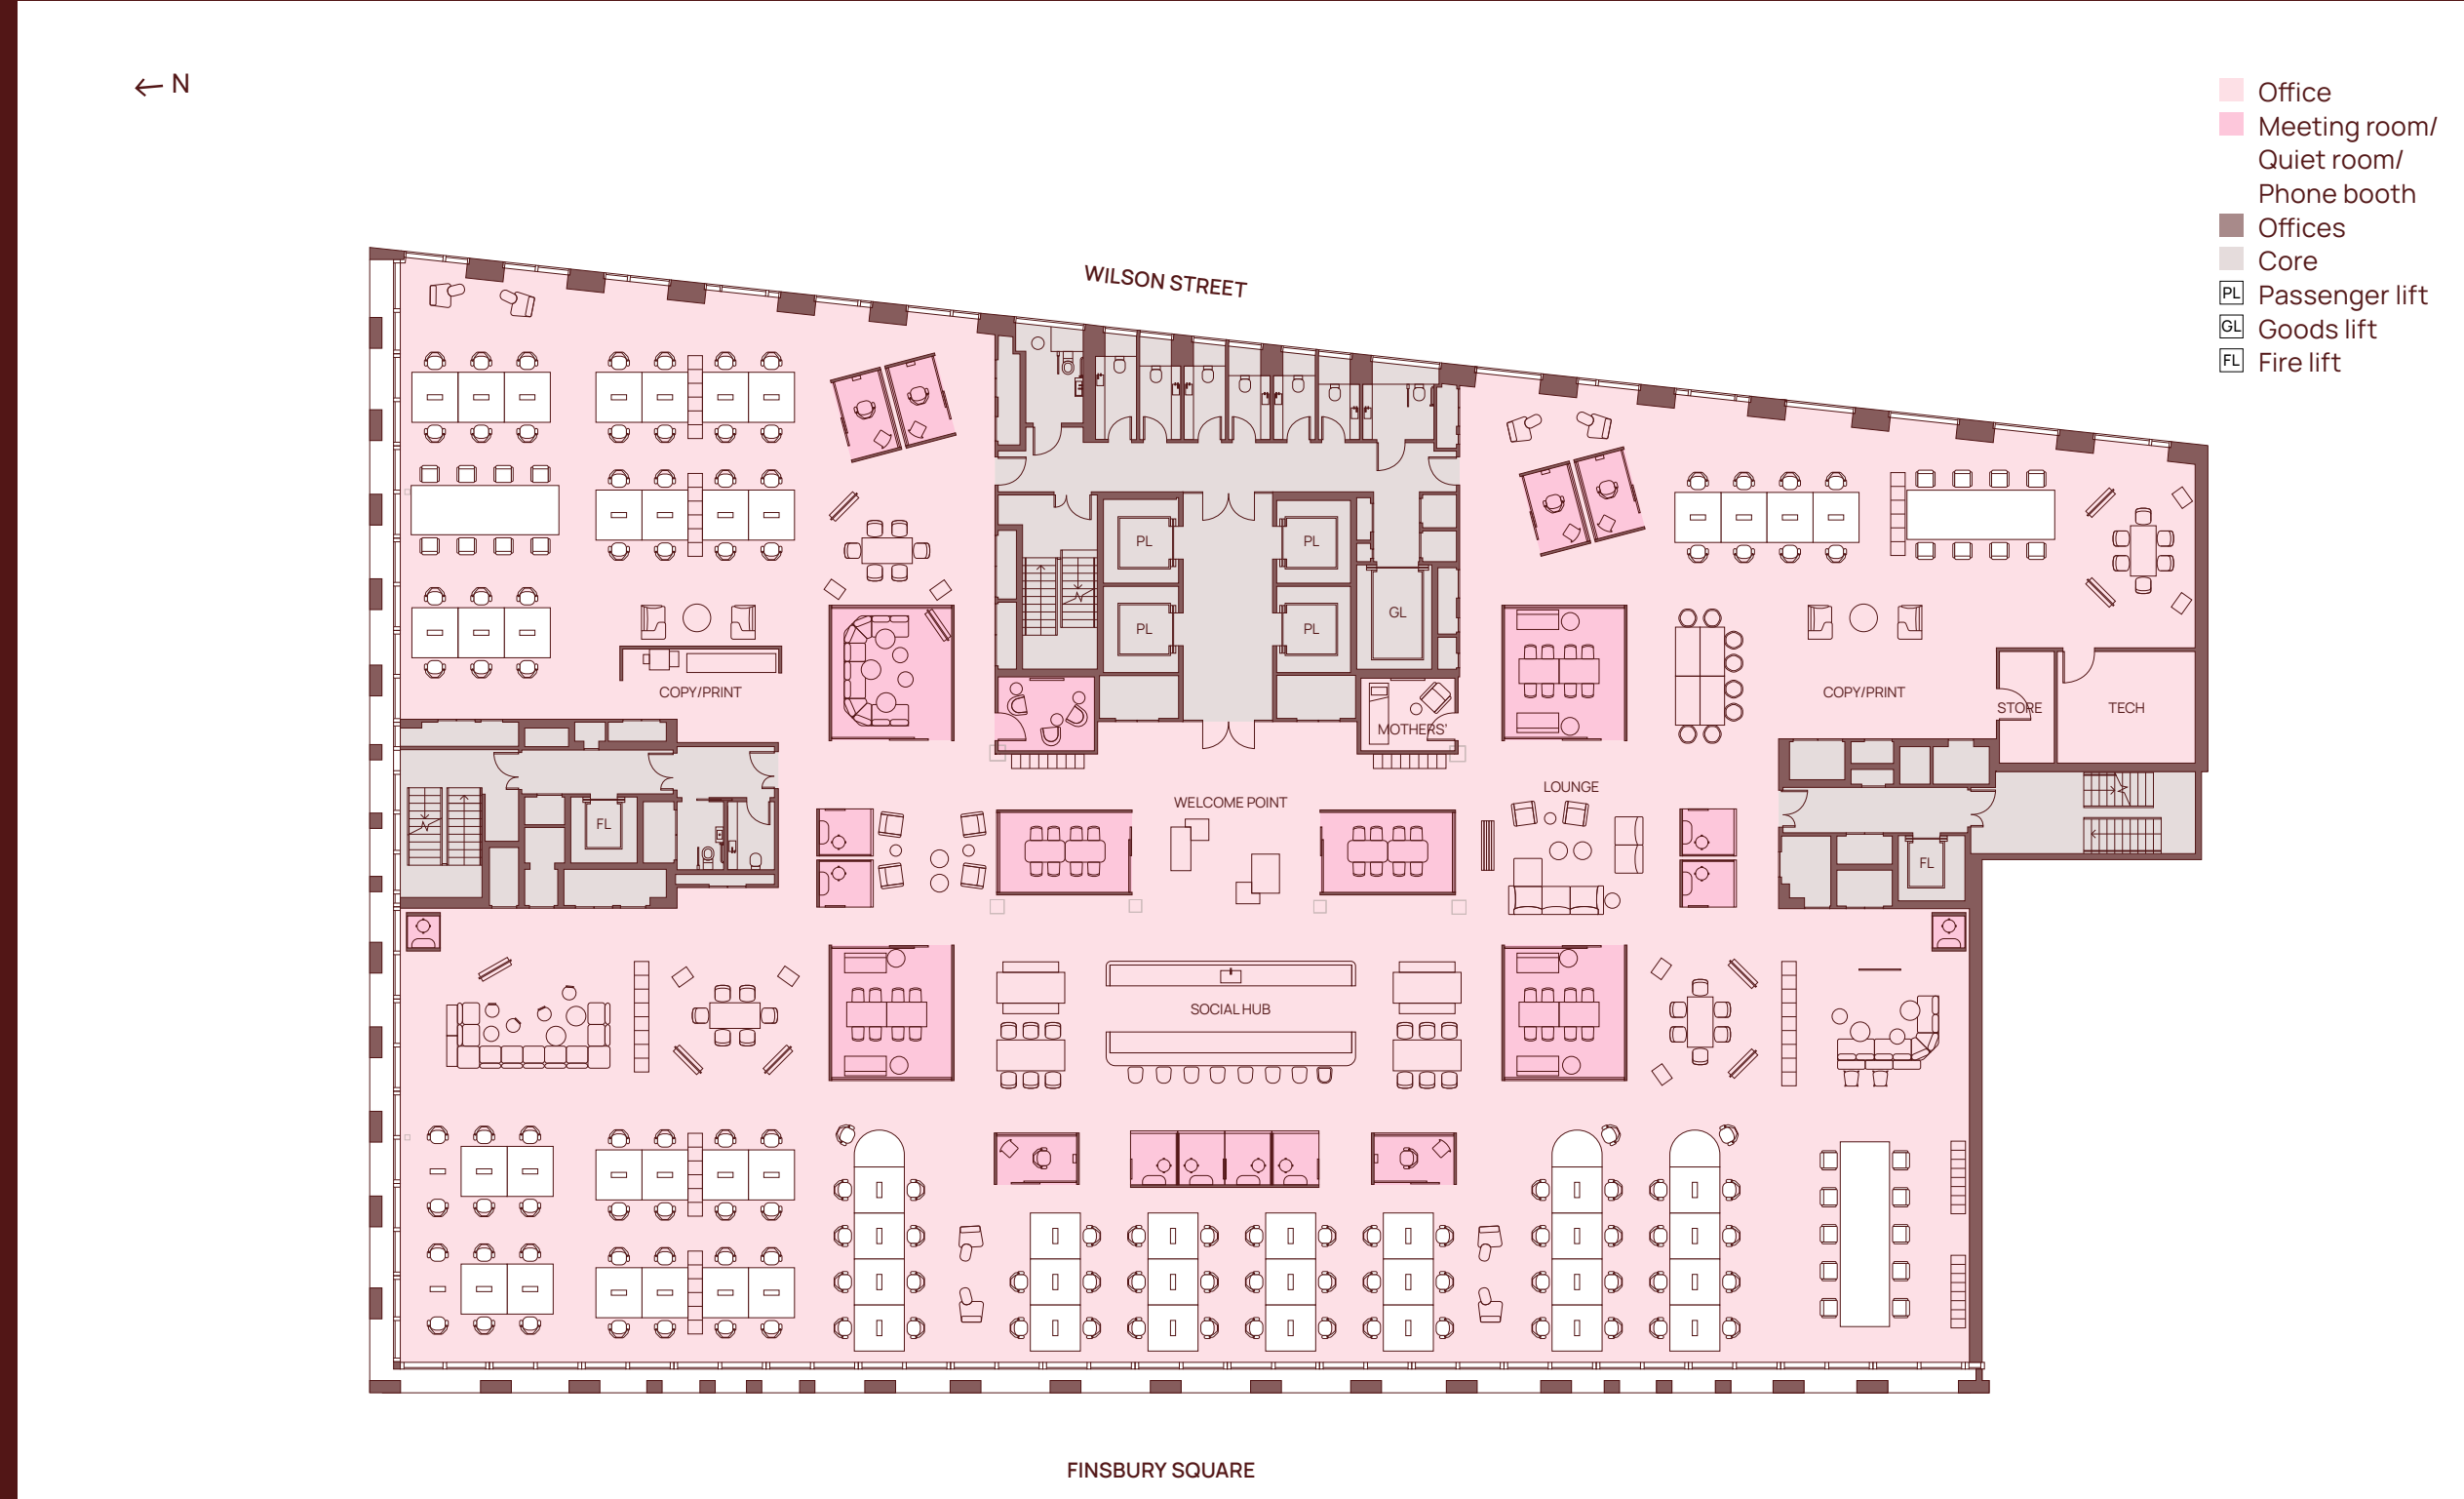 ← N
Office
Meeting room/
Quiet room/
Phone booth
Offices
Core
PL Passenger lift
GL Goods lift
FL Fire lift
WILSON STREET
PL
PL
GL
PL
PL
COPY/PRINT
COPY/PRINT
STORE
TECH
MOTHERS'
LOUNGE
WELCOME POINT
FL
FL
SOCIAL HUB
FINSBURY SQUARE